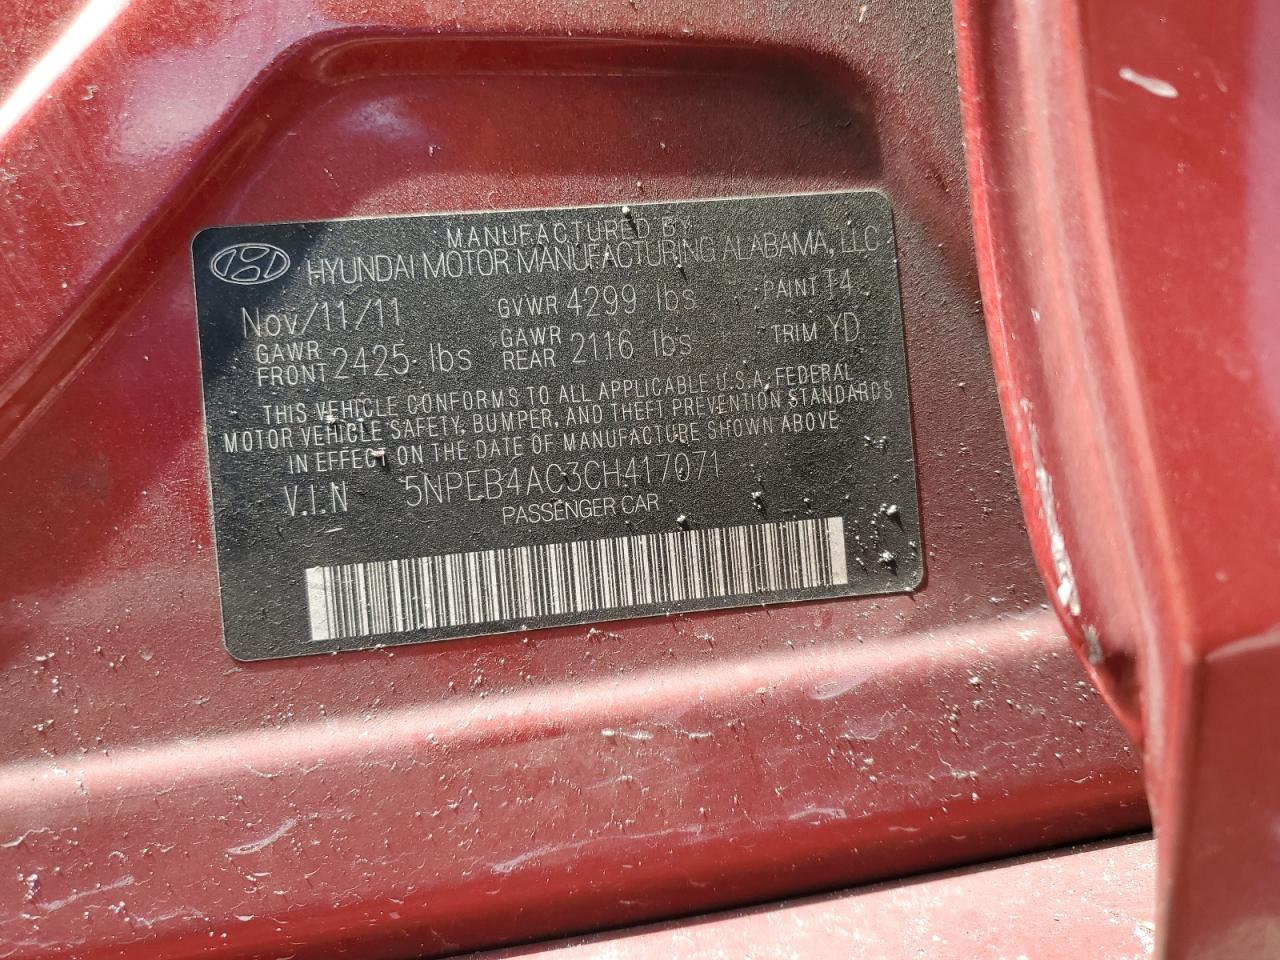 MANUFACTURED BY
HYUNDAI MOTOR MANUFACTURING ALABAMA, LLC
Nov/11/11 GVWR 4299 lbs PAINT T4
GAWR FRONT 2425 lbs GAWR REAR 2116 lbs TRIM YD
THIS VEHICLE CONFORMS TO ALL APPLICABLE U.S.A. FEDERAL
MOTOR VEHICLE SAFETY, BUMPER, AND THEFT PREVENTION STANDARDS
IN EFFECT ON THE DATE OF MANUFACTURE SHOWN ABOVE
V.I.N 5NPEB4AC3CH417071
PASSENGER CAR